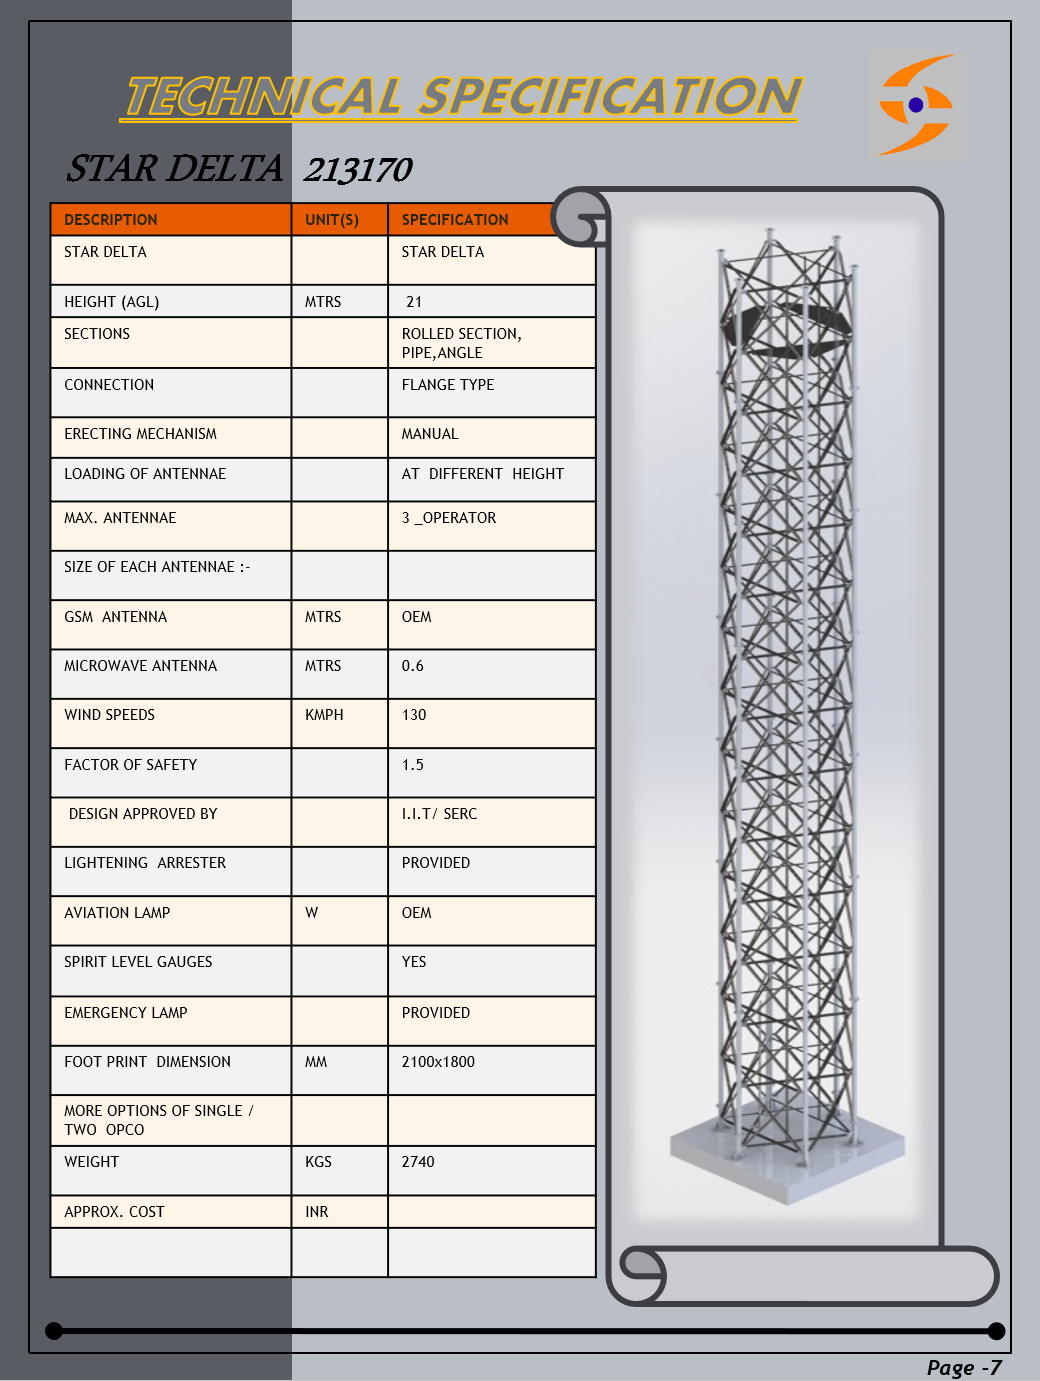 TECHNICAL SPECIFICATION
STAR DELTA 213170
DESCRIPTION UNIT(S) SPECIFICATION
STAR DELTA STAR DELTA
HEIGHT (AGL) MTRS 21
SECTIONS ROLLED SECTION,
PIPE,ANGLE
CONNECTION FLANGE TYPE
ERECTING MECHANISM MANUAL
LOADING OF ANTENNAE AT DIFFERENT HEIGHT
MAX. ANTENNAE 3 _OPERATOR
SIZE OF EACH ANTENNAE :-
GSM ANTENNA MTRS OEM
MICROWAVE ANTENNA MTRS 0.6
WIND SPEEDS KMPH 130
FACTOR OF SAFETY 1.5
DESIGN APPROVED BY I.I.T/ SERC
LIGHTENING ARRESTER PROVIDED
AVIATION LAMP W OEM
SPIRIT LEVEL GAUGES YES
EMERGENCY LAMP PROVIDED
FOOT PRINT DIMENSION MM 2100x1800
MORE OPTIONS OF SINGLE /
TWO OPCO
WEIGHT KGS 2740
APPROX. COST INR
Page -7